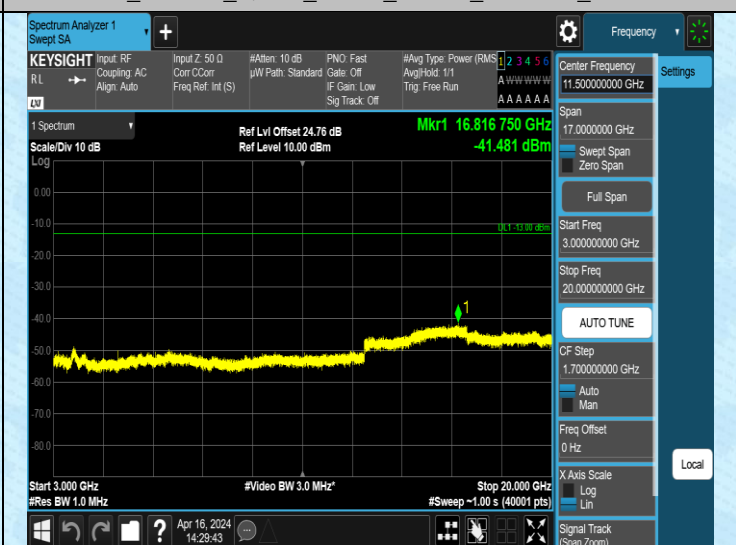 Spectrum Analyzer 1
Swept SA
Frequency
KEYSIGHT
RL
LXI
Input: RF
Coupling: AC
Align: Auto
Input Z: 50 Ω
Corr CCorr
Freq Ref: Int (S)
#Atten: 10 dB
µW Path: Standard
PNO: Fast
Gate: Off
IF Gain: Low
Sig Track: Off
#Avg Type: Power (RMS
Avg|Hold: 1/1
Trig: Free Run
1 2 3 4 5 6
A W W W W W
A A A A A A
1 Spectrum
Scale/Div 10 dB
Log
Ref Lvl Offset 24.76 dB
Ref Level 10.00 dBm
Mkr1 16.816 750 GHz
-41.481 dBm
0.00
-10.0
DL1 -13.00 dBm
-20.0
-30.0
-40.0
1
-50.0
-60.0
-70.0
-80.0
Start 3.000 GHz
#Res BW 1.0 MHz
#Video BW 3.0 MHz*
Stop 20.000 GHz
#Sweep ~1.00 s (40001 pts)
Center Frequency
11.500000000 GHz
Settings
Span
17.0000000 GHz
Swept Span
Zero Span
Full Span
Start Freq
3.000000000 GHz
Stop Freq
20.000000000 GHz
AUTO TUNE
CF Step
1.700000000 GHz
Auto
Man
Freq Offset
0 Hz
X Axis Scale
Log
Lin
Local
Signal Track
(Span Zoom)
?
Apr 16, 2024
14:29:43